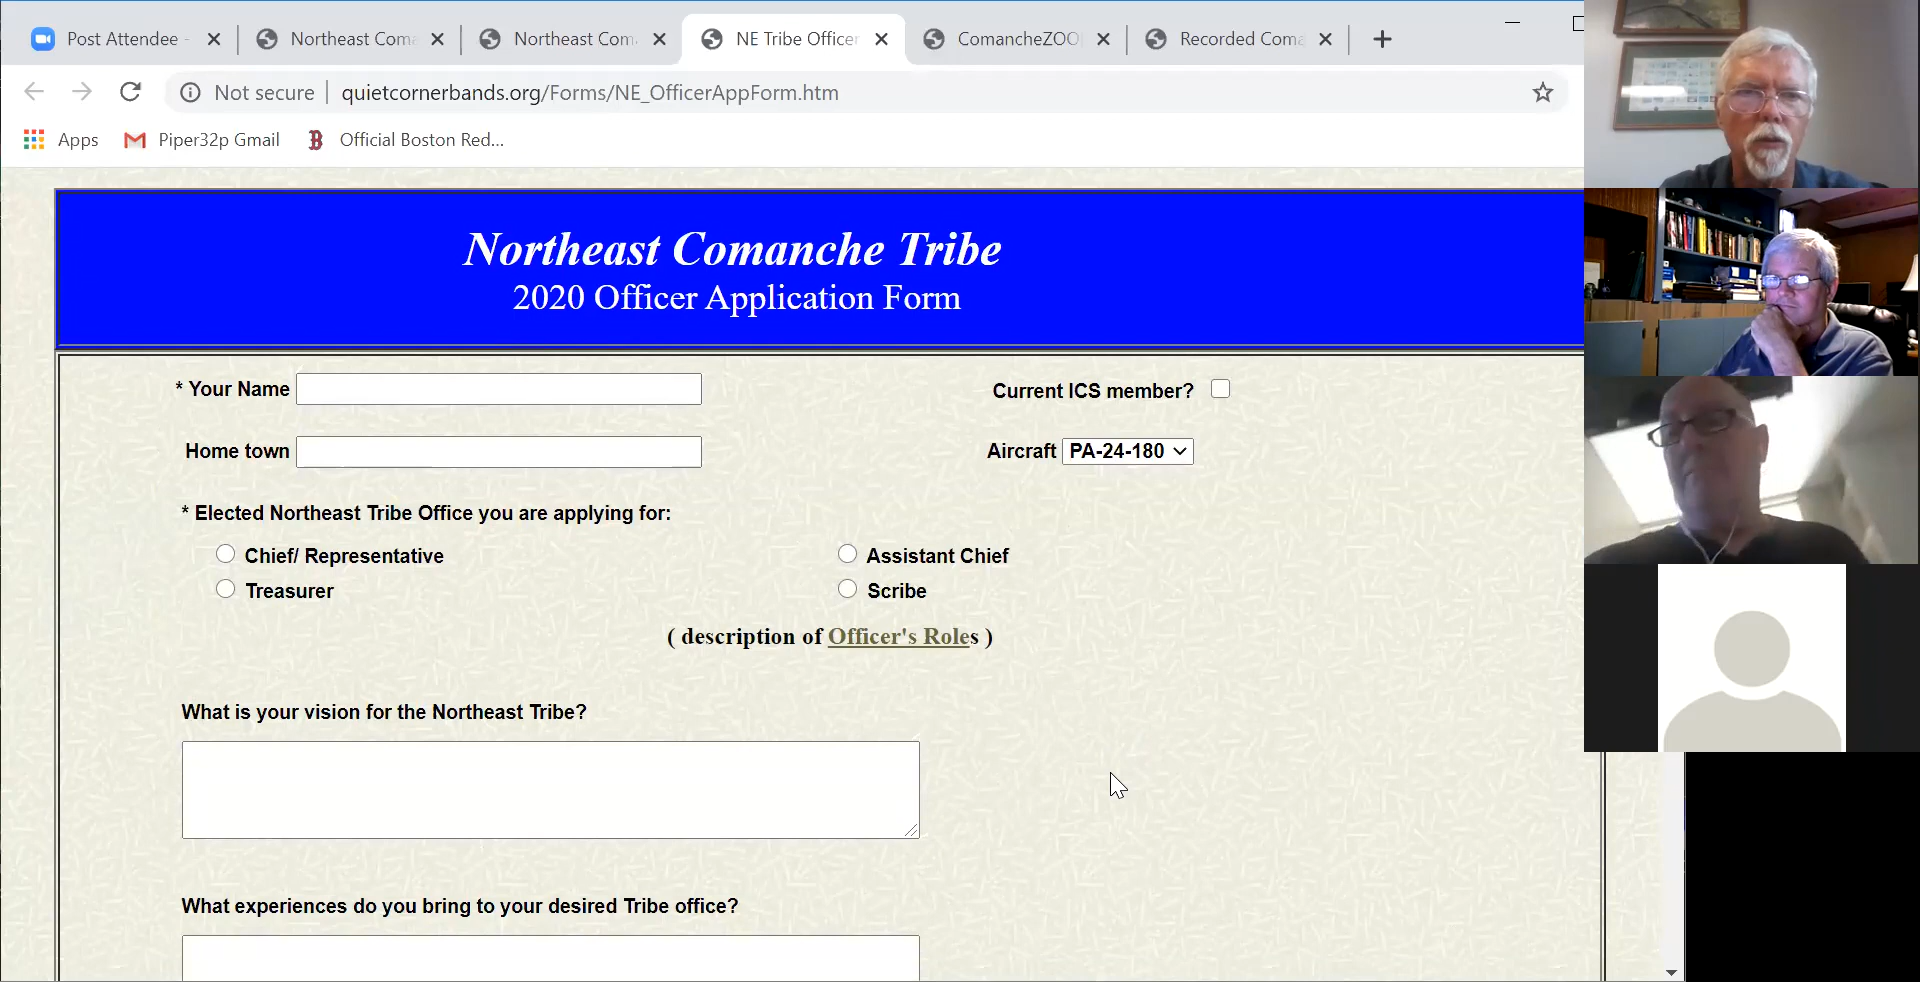 Post Attendee -
Northeast Coma
Northeast Com
NE Tribe Officer
ComancheZOO
Recorded Coma
Not secure
quietcornerbands.org/Forms/NE_OfficerAppForm.htm
Apps
Piper32p Gmail
Official Boston Red...
Northeast Comanche Tribe
2020 Officer Application Form
* Your Name
Current ICS member?
Home town
Aircraft PA-24-180
* Elected Northeast Tribe Office you are applying for:
Chief/ Representative
Assistant Chief
Treasurer
Scribe
( description of Officer's Roles )
What is your vision for the Northeast Tribe?
What experiences do you bring to your desired Tribe office?